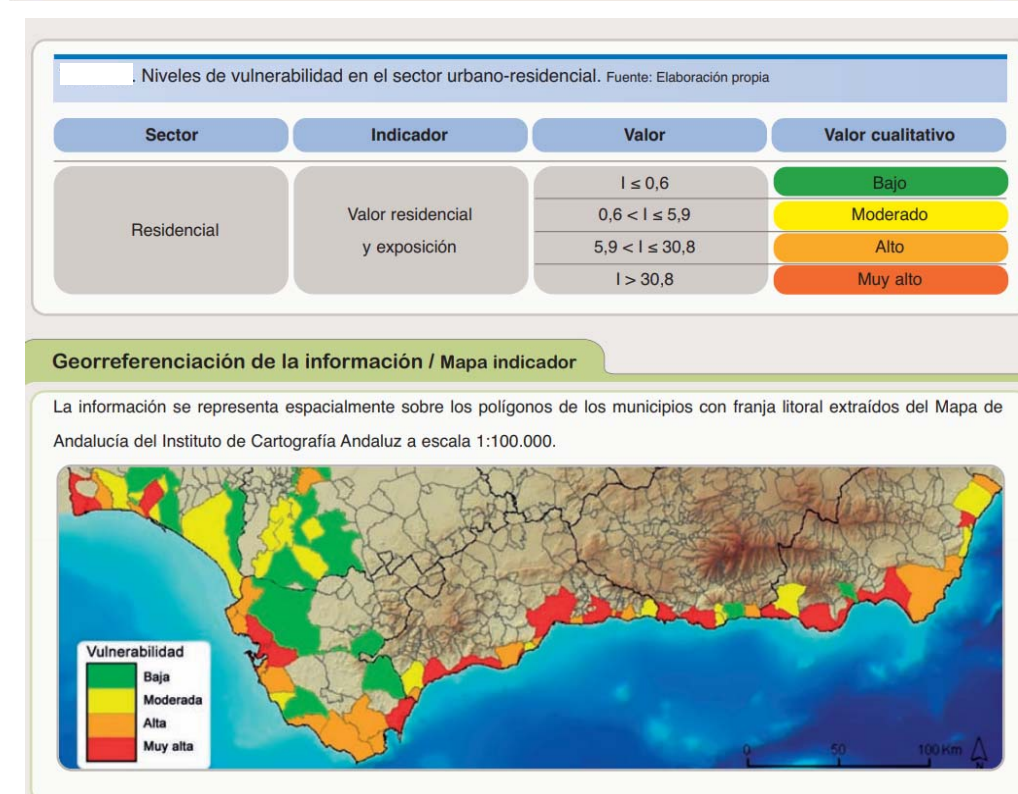 . Niveles de vulnerabilidad en el sector urbano-residencial. Fuente: Elaboración propia
Sector Indicador Valor Valor cualitativo
Residencial
Valor residencial
y exposición
I ≤ 0,6 Bajo
0,6 < I ≤ 5,9 Moderado
5,9 < I ≤ 30,8 Alto
I > 30,8 Muy alto
Georreferenciación de la información / Mapa indicador
La información se representa espacialmente sobre los polígonos de los municipios con franja litoral extraídos del Mapa de
Andalucía del Instituto de Cartografía Andaluz a escala 1:100.000.
Vulnerabilidad
Baja
Moderada
Alta
Muy alta
0 50 100 Km
N